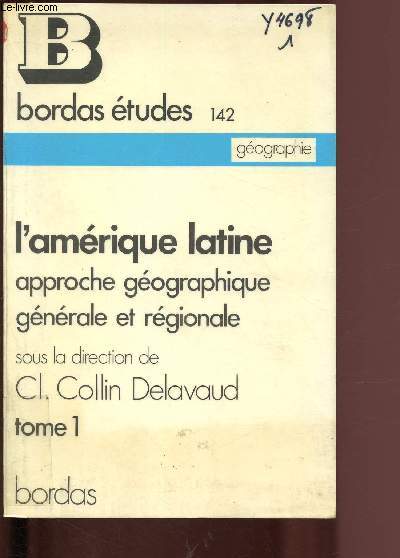 Le-livre.com
B
Y4698
1
bordas études 142
géographie
l'amérique latine
approche géographique
générale et régionale
sous la direction de
Cl. Collin Delavaud
tome 1
bordas